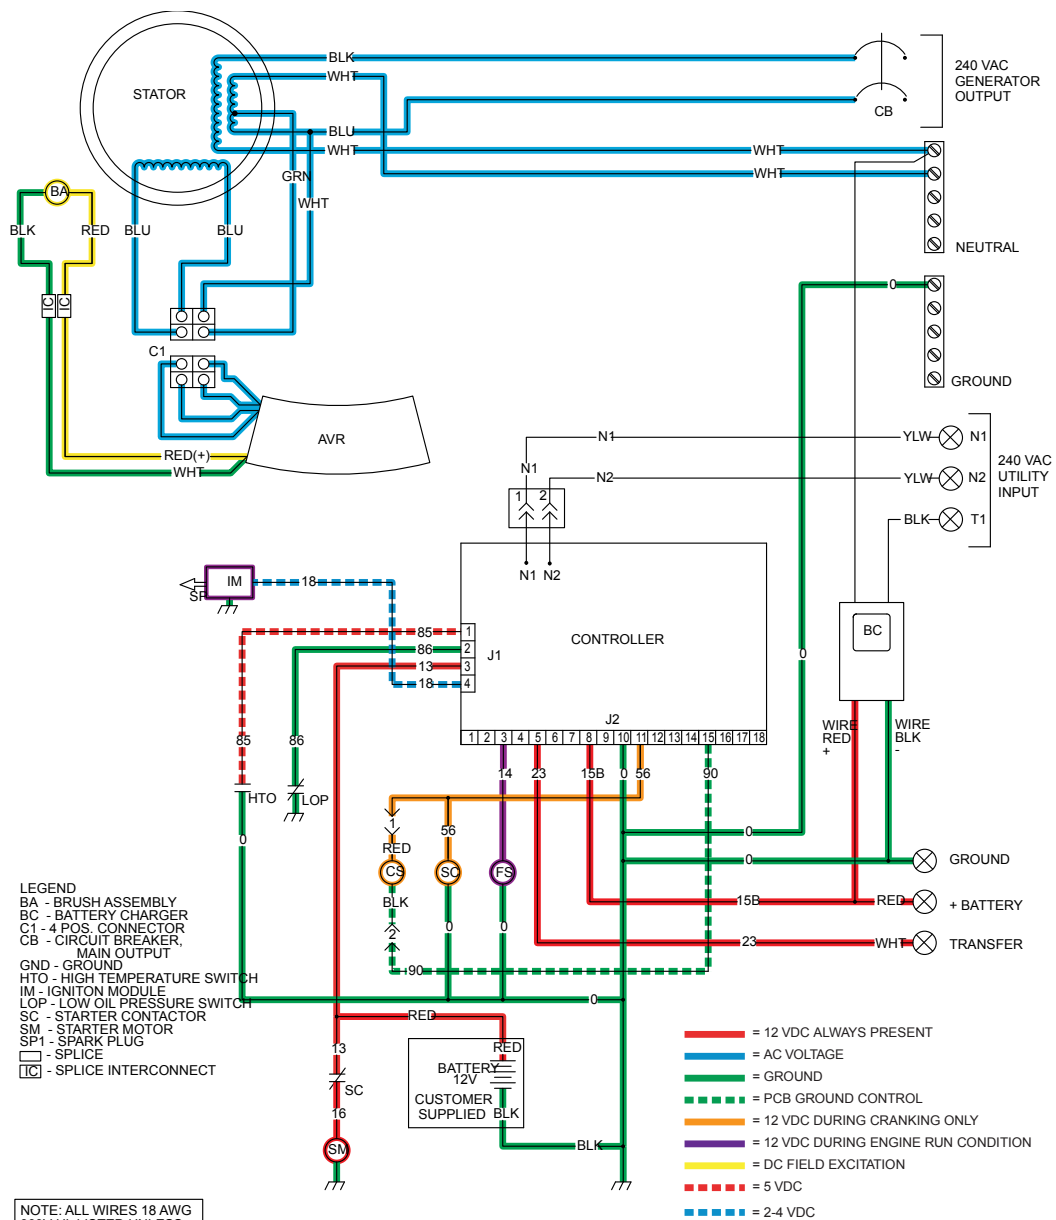 BLK
WHT
STATOR
240 VAC
GENERATOR
OUTPUT
CB
BLU
WHT
WHT
WHT
GRN
WHT
BA
BLK
RED
BLU
BLU
NEUTRAL
IC
IC
0
C1
GROUND
AVR
RED(+)
WHT
N1
YLW
N1
240 VAC
UTILITY
INPUT
N1
N2
YLW
N2
1
2
BLK
T1
N1
N2
IM
18
SP
85
1
86
2
13
3
18
4
J1
CONTROLLER
BC
0
J2
1 2 3 4 5 6 7 8 9 10 11 12 13 14 15 16 17 18
WIRE
RED
+
WIRE
BLK
-
85
86
14
23
15B
0
56
90
HTO
LOP
0
1
RED
56
0
0
CS
SC
FS
GROUND
BLK
15B
RED
+ BATTERY
0
0
2
23
WHT
TRANSFER
90
0
LEGEND
BA - BRUSH ASSEMBLY
BC - BATTERY CHARGER
C1 - 4 POS. CONNECTOR
CB - CIRCUIT BREAKER,
MAIN OUTPUT
GND - GROUND
HTO - HIGH TEMPERATURE SWITCH
IM - IGNITON MODULE
LOP - LOW OIL PRESSURE SWITCH
SC - STARTER CONTACTOR
SM - STARTER MOTOR
SP1 - SPARK PLUG
- SPLICE
IC - SPLICE INTERCONNECT
RED
13
RED
BATTERY
12V
SC
CUSTOMER
SUPPLIED
16
BLK
SM
BLK
= 12 VDC ALWAYS PRESENT
= AC VOLTAGE
= GROUND
= PCB GROUND CONTROL
= 12 VDC DURING CRANKING ONLY
= 12 VDC DURING ENGINE RUN CONDITION
= DC FIELD EXCITATION
= 5 VDC
= 2-4 VDC
NOTE: ALL WIRES 18 AWG